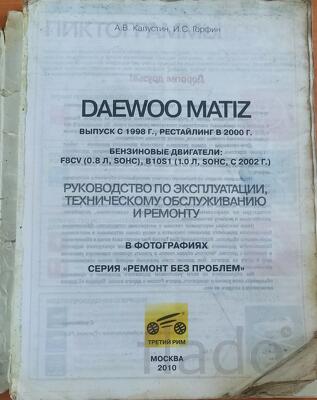 А.В. Капустин, И.С. Горфин
DAEWOO MATIZ
ВЫПУСК С 1998 Г., РЕСТАЙЛИНГ В 2000 Г.
БЕНЗИНОВЫЕ ДВИГАТЕЛИ:
F8CV (0.8 Л, SOHC), B10S1 (1.0 Л, SOHC, С 2002 Г.)
РУКОВОДСТВО ПО ЭКСПЛУАТАЦИИ,
ТЕХНИЧЕСКОМУ ОБСЛУЖИВАНИЮ
И РЕМОНТУ
В ФОТОГРАФИЯХ
СЕРИЯ «РЕМОНТ БЕЗ ПРОБЛЕМ»
ТРЕТИЙ РИМ
МОСКВА
2010